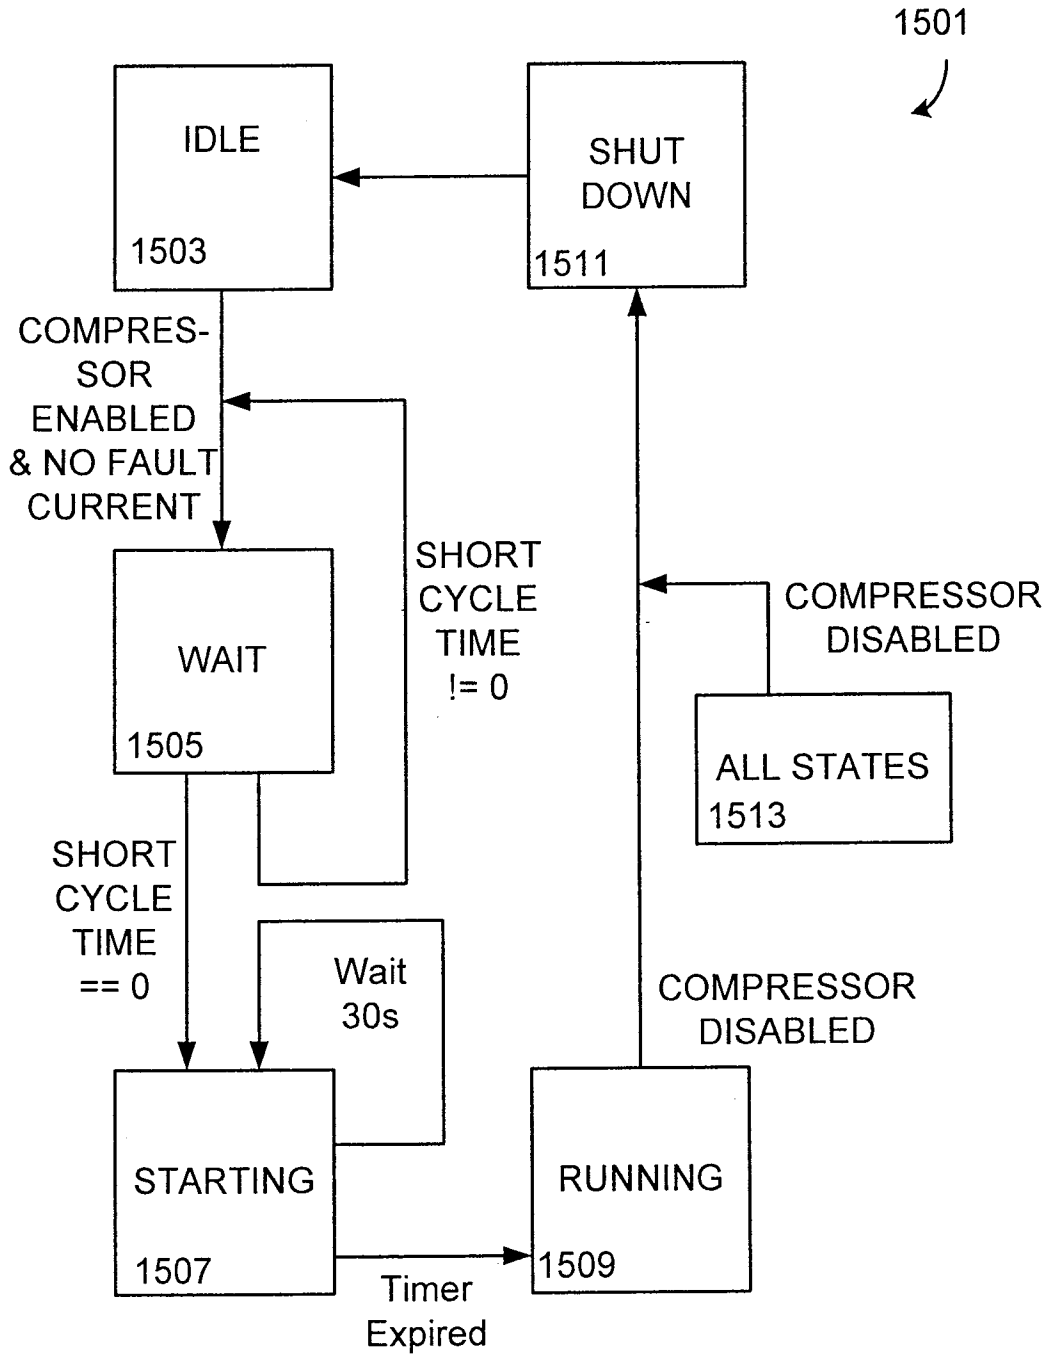 1501
IDLE
1503
SHUT
DOWN
1511
COMPRES-
SOR
ENABLED
& NO FAULT
CURRENT
SHORT
CYCLE
TIME
!= 0
COMPRESSOR
DISABLED
WAIT
1505
ALL STATES
1513
SHORT
CYCLE
TIME
== 0
Wait
30s
COMPRESSOR
DISABLED
STARTING
1507
RUNNING
1509
Timer
Expired